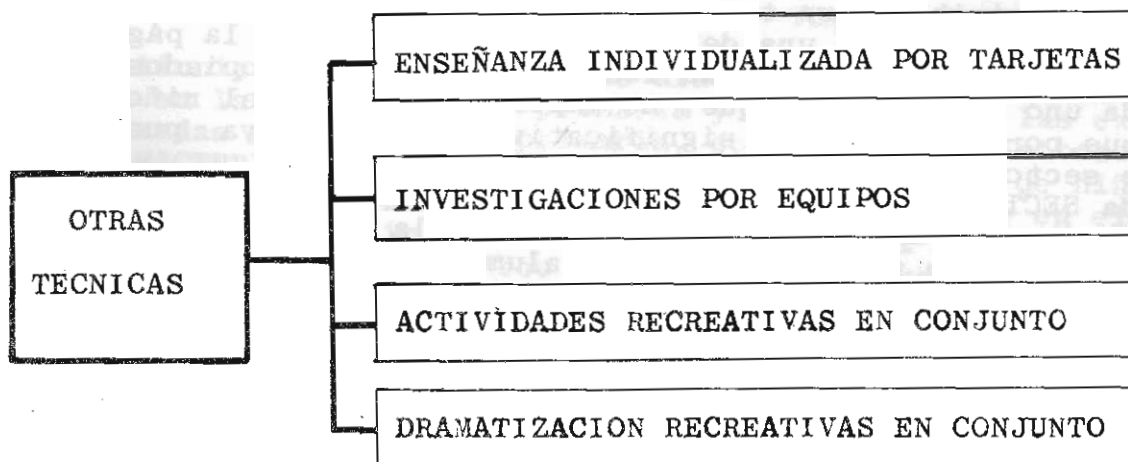 OTRAS
TECNICAS
ENSEÑANZA INDIVIDUALIZADA POR TARJETAS
INVESTIGACIONES POR EQUIPOS
ACTIVIDADES RECREATIVAS EN CONJUNTO
DRAMATIZACION RECREATIVAS EN CONJUNTO